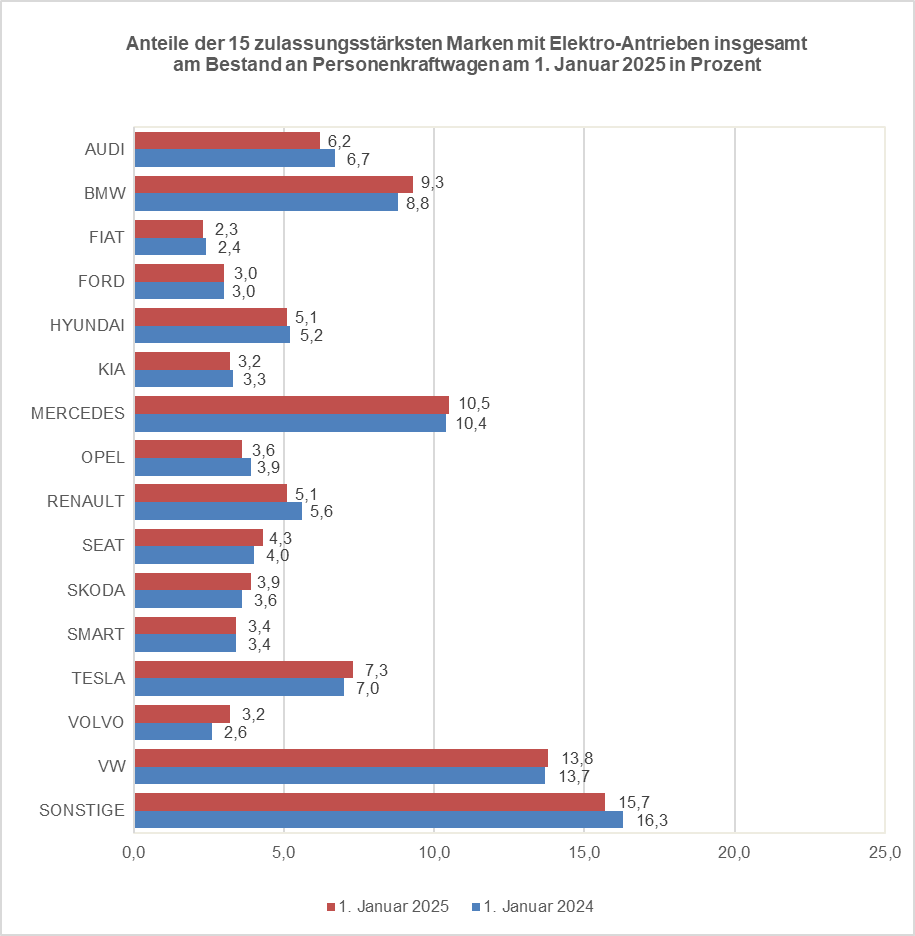 Anteile der 15 zulassungsstärksten Marken mit Elektro-Antrieben insgesamt
am Bestand an Personenkraftwagen am 1. Januar 2025 in Prozent
AUDI 6,2
6,7
BMW 9,3
8,8
FIAT 2,3
2,4
FORD 3,0
3,0
HYUNDAI 5,1
5,2
KIA 3,2
3,3
MERCEDES 10,5
10,4
OPEL 3,6
3,9
RENAULT 5,1
5,6
SEAT 4,3
4,0
SKODA 3,9
3,6
SMART 3,4
3,4
TESLA 7,3
7,0
VOLVO 3,2
2,6
VW 13,8
13,7
SONSTIGE 15,7
16,3
0,0 5,0 10,0 15,0 20,0 25,0
1. Januar 2025 1. Januar 2024